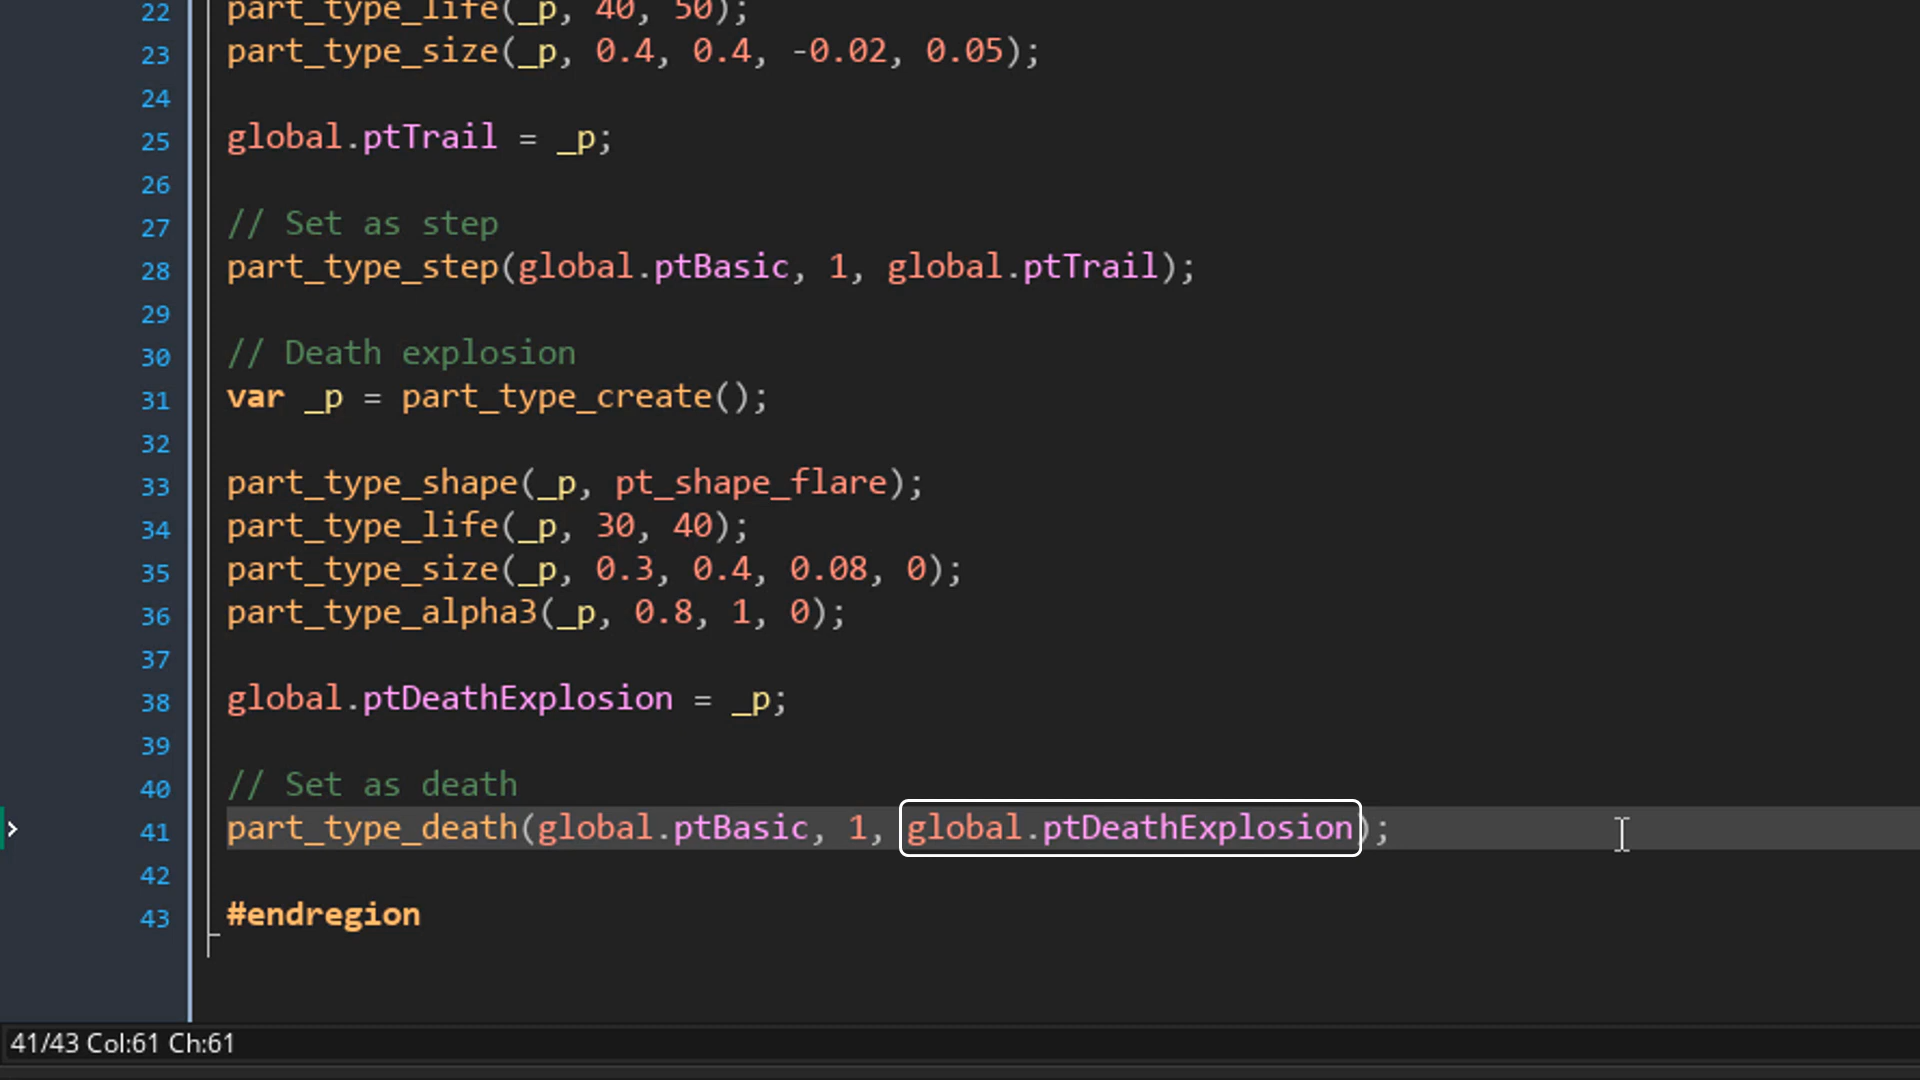 22 part_type_life(_p, 40, 50);
23 part_type_size(_p, 0.4, 0.4, -0.02, 0.05);
24
25 global.ptTrail = _p;
26
27 // Set as step
28 part_type_step(global.ptBasic, 1, global.ptTrail);
29
30 // Death explosion
31 var _p = part_type_create();
32
33 part_type_shape(_p, pt_shape_flare);
34 part_type_life(_p, 30, 40);
35 part_type_size(_p, 0.3, 0.4, 0.08, 0);
36 part_type_alpha3(_p, 0.8, 1, 0);
37
38 global.ptDeathExplosion = _p;
39
40 // Set as death
41 part_type_death(global.ptBasic, 1, global.ptDeathExplosion);
42
43 #endregion
41/43 Col:61 Ch:61